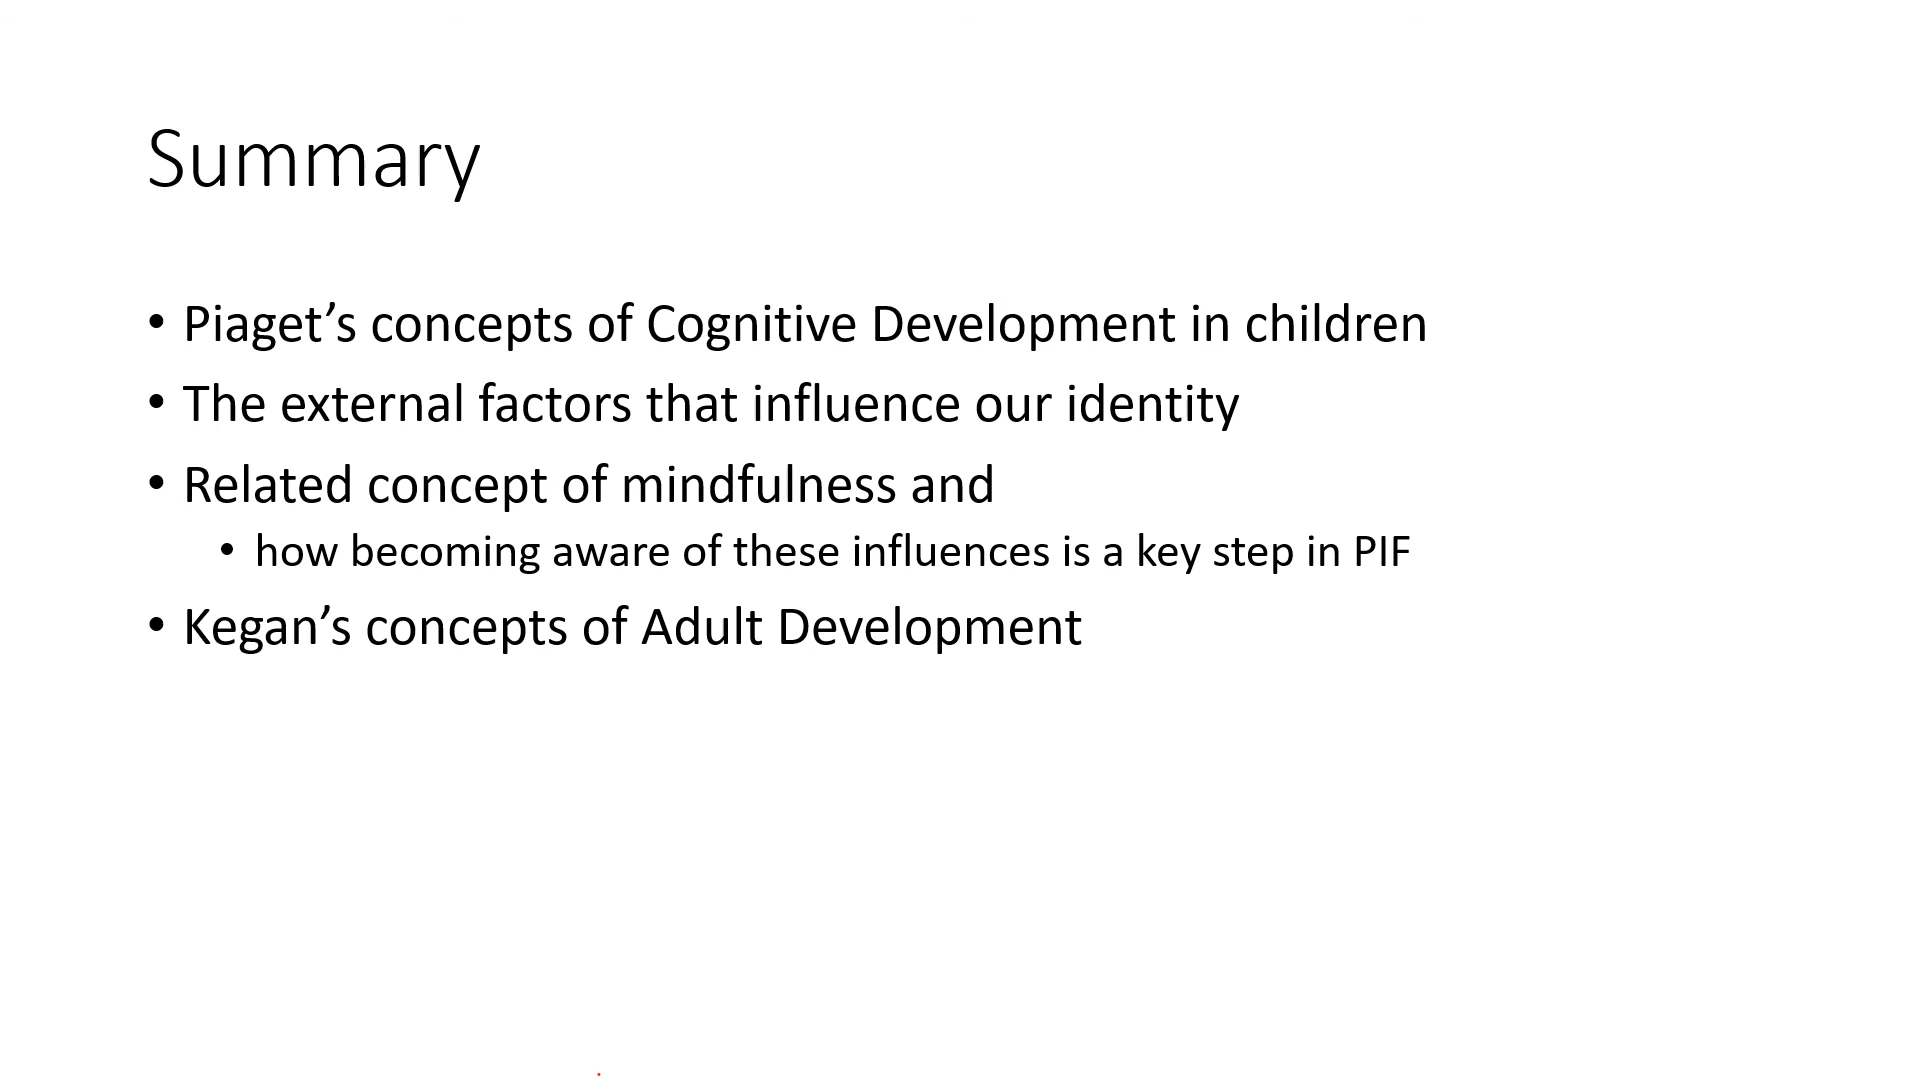 Summary
• Piaget’s concepts of Cognitive Development in children
• The external factors that influence our identity
• Related concept of mindfulness and
• how becoming aware of these influences is a key step in PIF
• Kegan’s concepts of Adult Development